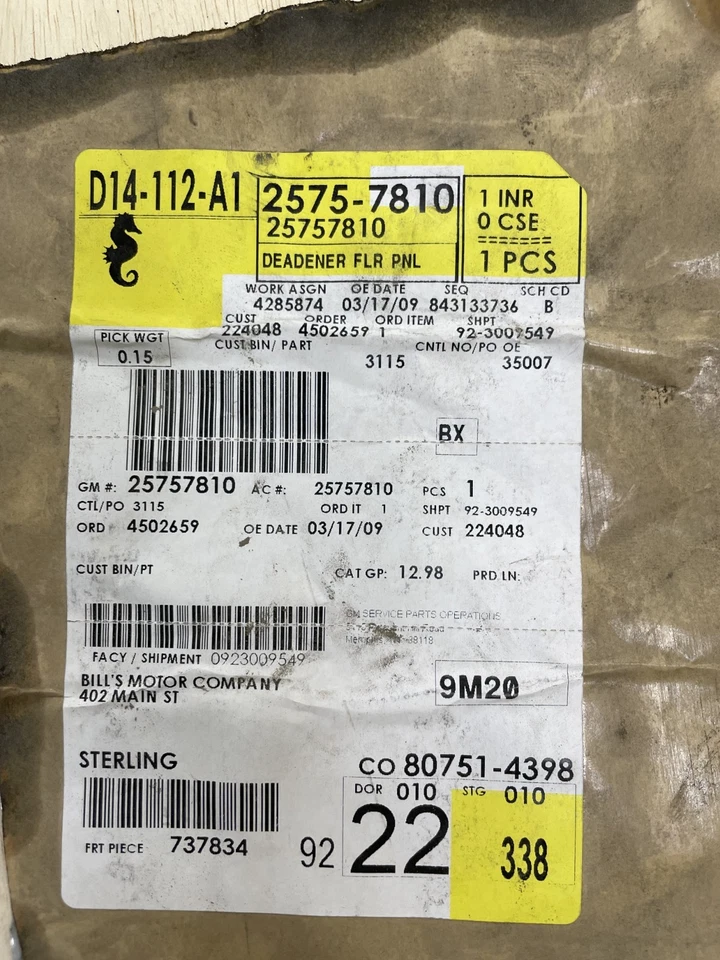 D14-112-A1
2575-7810
25757810
DEADENER FLR PNL
1 INR
0 CSE
======
1 PCS
WORK ASGN OE DATE SEQ SCH CD
4285874 03/17/09 843133736 B
CUST ORDER ORD ITEM SHPT
224048 4502659 1 92-3009549
PICK WGT
0.15
CUST BIN/ PART CNTL NO/PO OE
3115 35007
BX
GM #: 25757810 AC #: 25757810 PCS 1
CTL/PO 3115 ORD IT 1 SHPT 92-3009549
ORD 4502659 OE DATE 03/17/09 CUST 224048
CUST BIN/PT CAT GP: 12.98 PRD LN:
GM SERVICE PARTS OPERATIONS
38118
FACY / SHIPMENT 0923009549
BILL'S MOTOR COMPANY
402 MAIN ST
9M20
STERLING CO 80751-4398
DOR 010 STG 010
FRT PIECE 737834 92 22 338